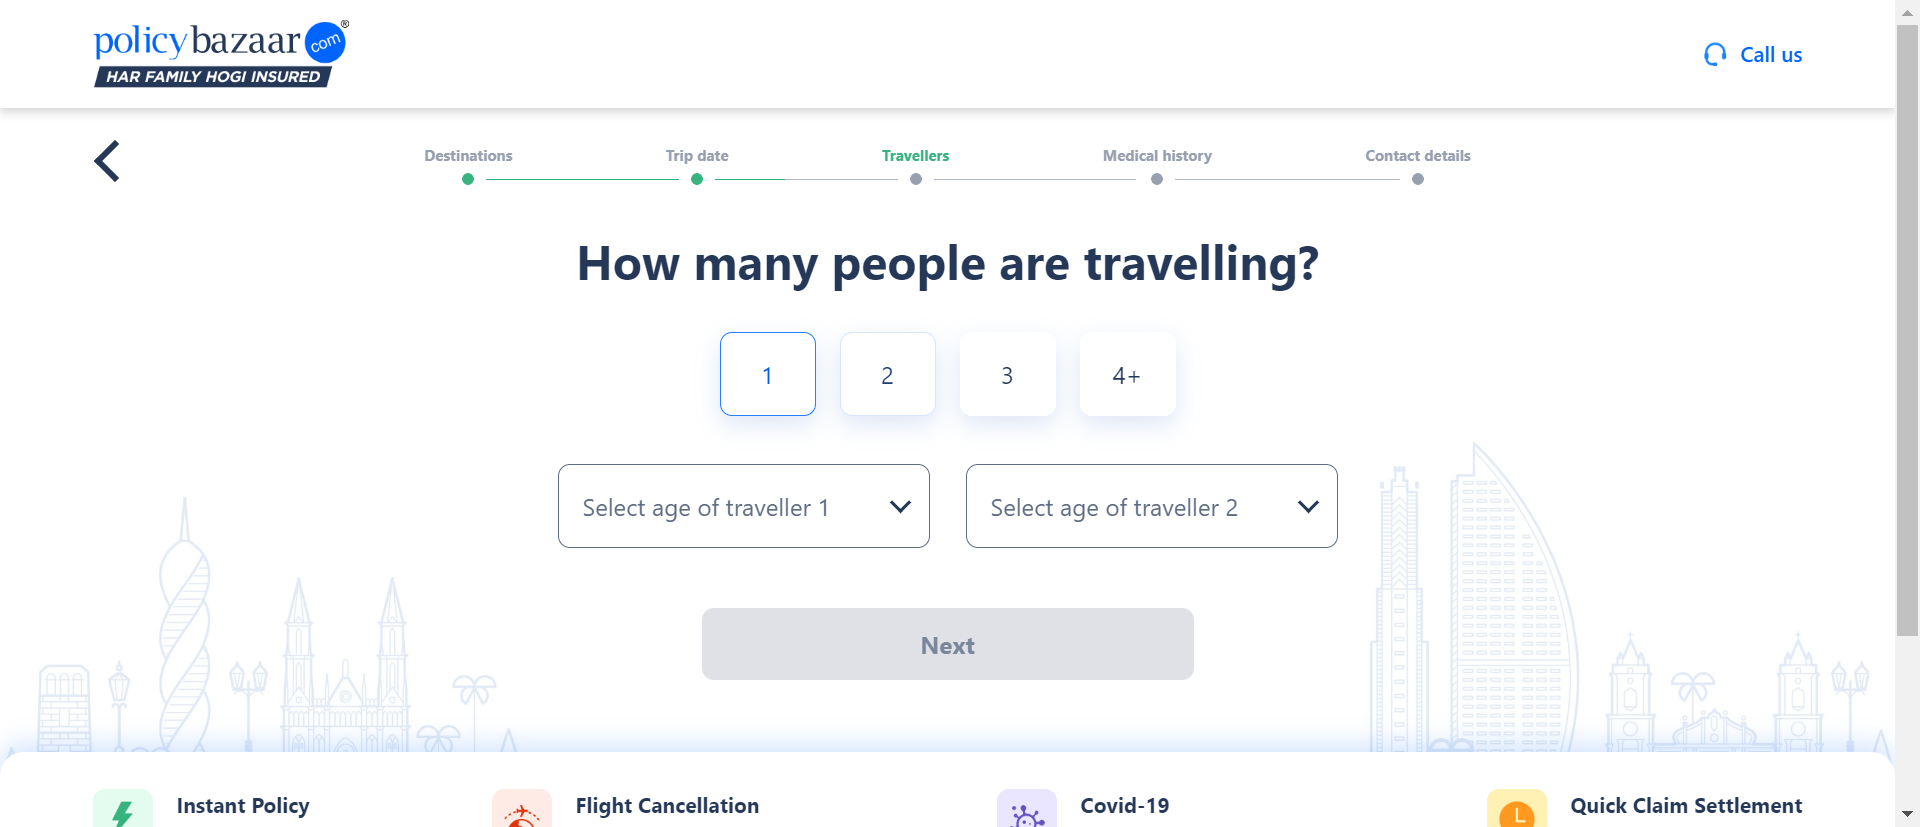 policybazaar com ®
HAR FAMILY HOGI INSURED
Call us
Destinations
Trip date
Travellers
Medical history
Contact details
How many people are travelling?
1
2
3
4+
Select age of traveller 1
Select age of traveller 2
Next
Instant Policy
Flight Cancellation
Covid-19
Quick Claim Settlement